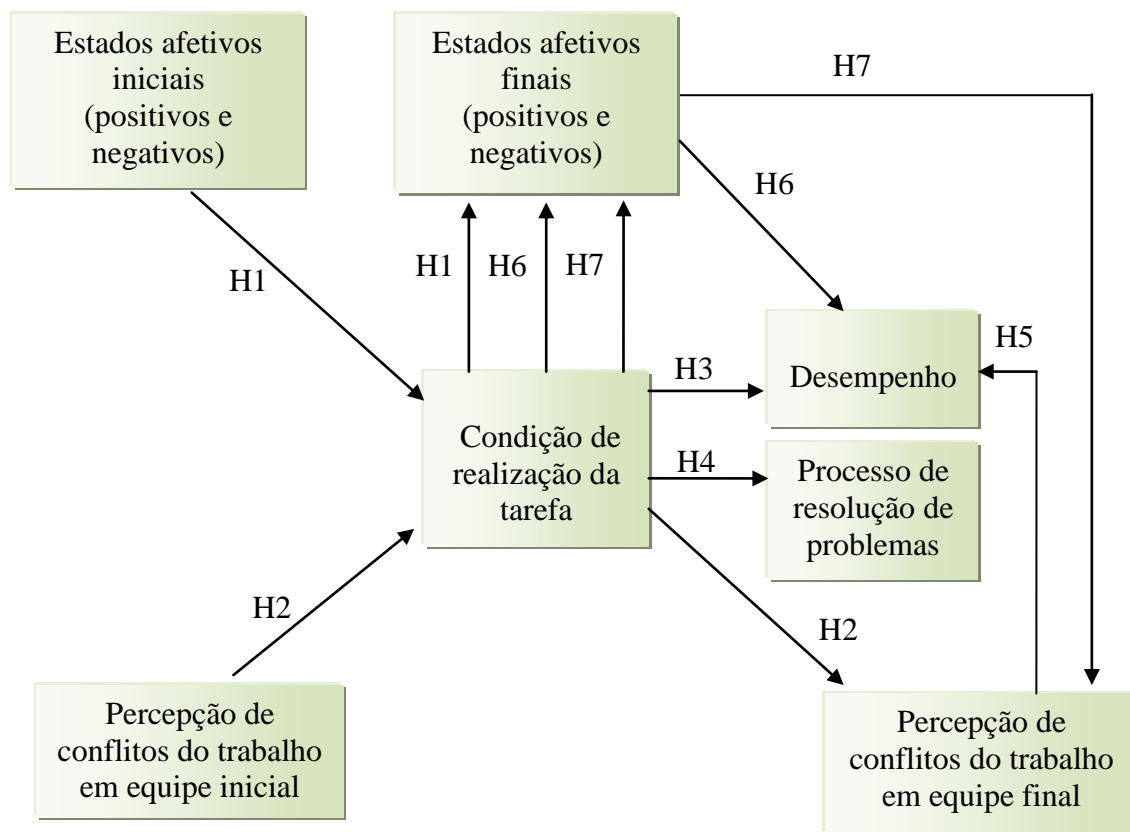 Estados afetivos
iniciais
(positivos e
negativos)
Estados afetivos
finais
(positivos e
negativos)
H7
H6
H1
H1
H6
H7
H3
H5
Desempenho
Condição de
realização da
tarefa
H4
Processo de
resolução de
problemas
H2
H2
Percepção de
conflitos do trabalho
em equipe inicial
Percepção de
conflitos do trabalho
em equipe final